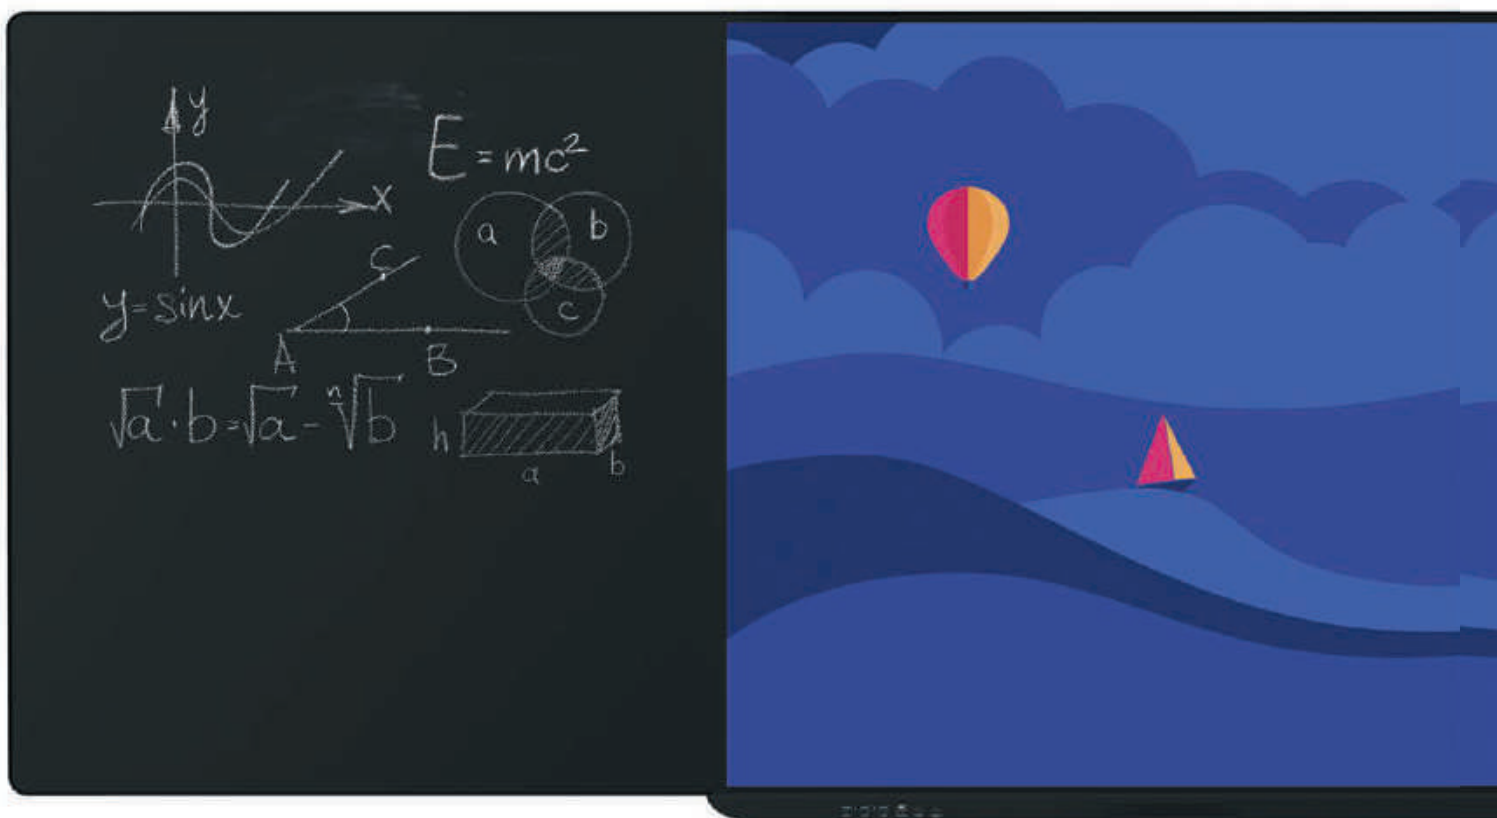 y
x
y=sinx
E=mc²
a b
c
C
A B
√a·b=√a-ⁿ√b
h
a b